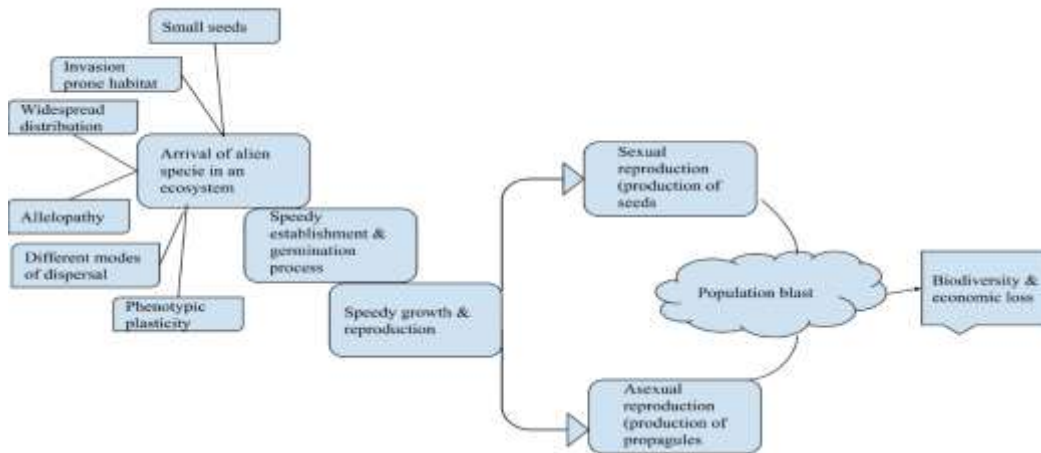 Small seeds
Invasion
prone habitat
Widespread
distribution
Arrival of alien
specie in an
ecosystem
Allelopathy
Different modes
of dispersal
Phenotypic
plasticity
Speedy
establishment &
germination
process
Speedy growth &
reproduction
Sexual
reproduction
(production of
seeds
Asexual
reproduction
(production of
propagules
Population blast
Biodiversity &
economic loss